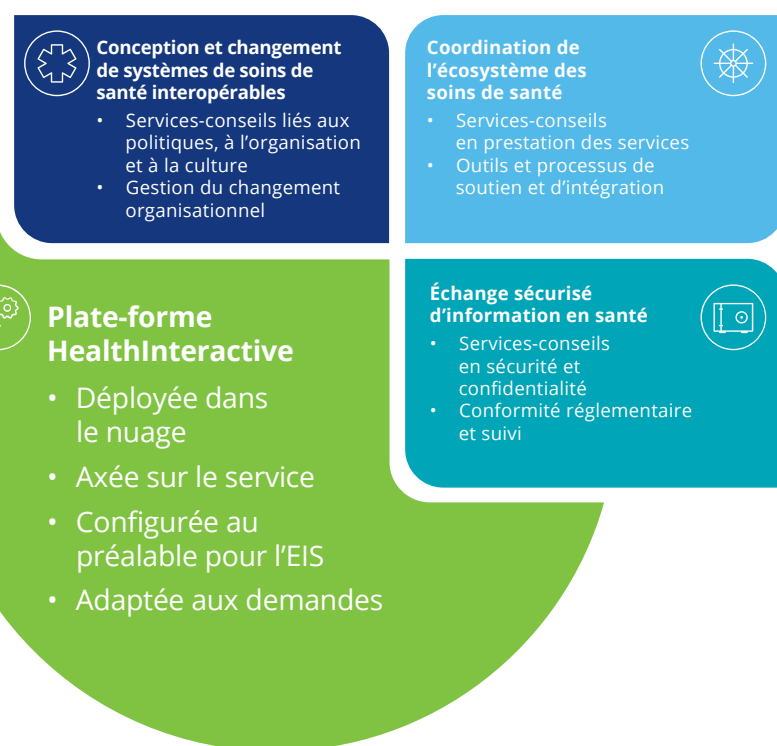 Conception et changement
de systèmes de soins de
santé interopérables
• Services-conseils liés aux
politiques, à l'organisation
et à la culture
• Gestion du changement
organisationnel
Coordination de
l'écosystème des
soins de santé
• Services-conseils
en prestation des services
• Outils et processus de
soutien et d'intégration
Plate-forme
HealthInteractive
• Déployée dans
le nuage
• Axée sur le service
• Configurée au
préalable pour l'EIS
• Adaptée aux demandes
Échange sécurisé
d'information en santé
• Services-conseils
en sécurité et
confidentialité
• Conformité réglementaire
et suivi